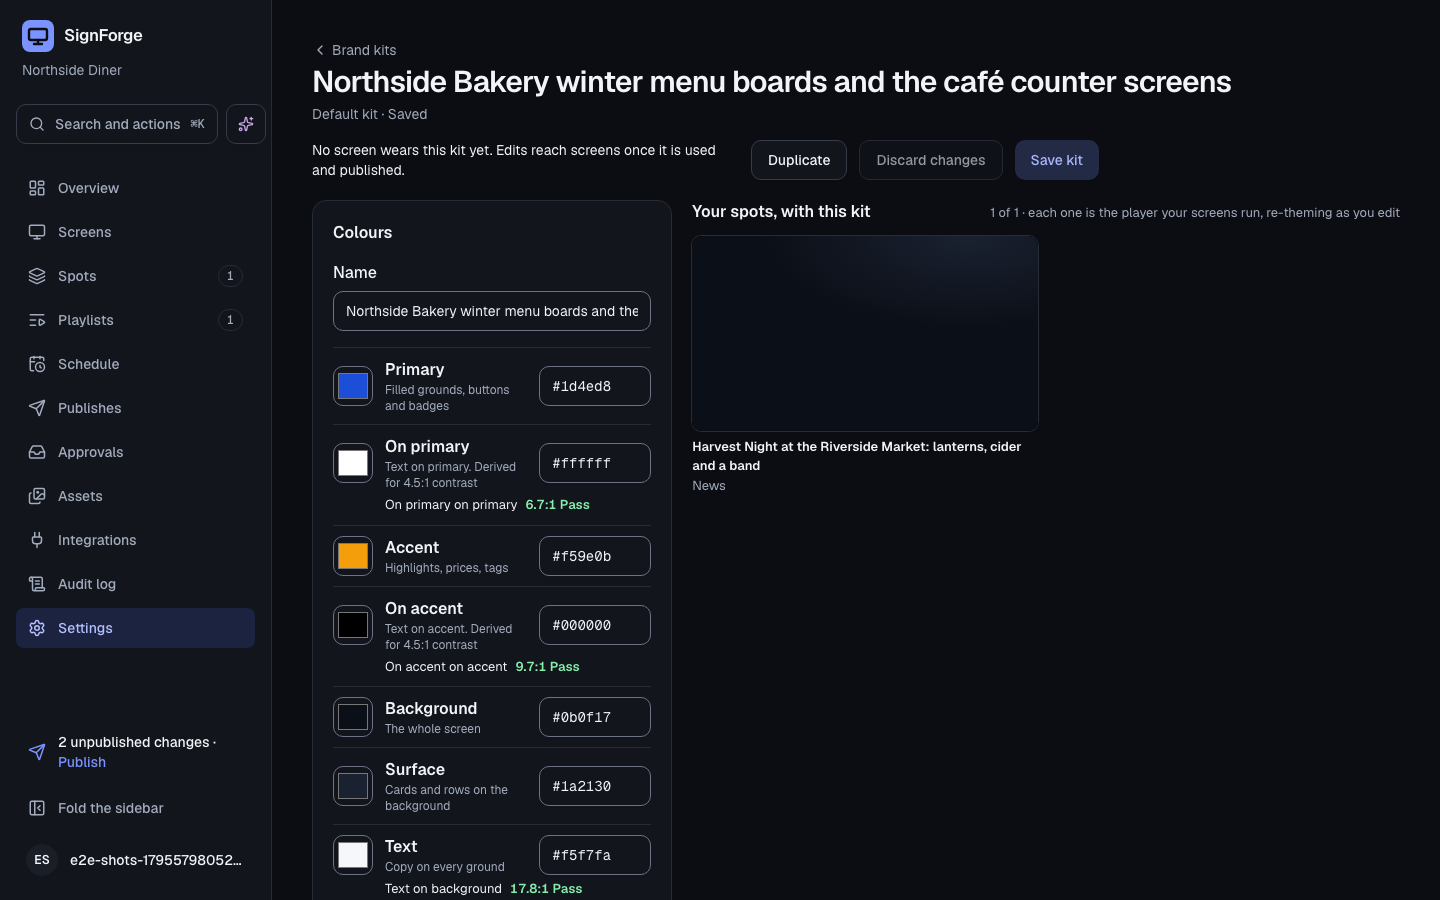 SignForge
Northside Diner
Search and actions ⌘K
Overview
Screens
Spots 1
Playlists 1
Schedule
Publishes
Approvals
Assets
Integrations
Audit log
Settings
2 unpublished changes ·
Publish
Fold the sidebar
ES e2e-shots-17955798052…
Brand kits
Northside Bakery winter menu boards and the café counter screens
Default kit · Saved
No screen wears this kit yet. Edits reach screens once it is used
and published.
Duplicate
Discard changes
Save kit
Colours
Name
Northside Bakery winter menu boards and the
Primary
Filled grounds, buttons
and badges
#1d4ed8
On primary
Text on primary. Derived
for 4.5:1 contrast
#ffffff
On primary on primary 6.7:1 Pass
Accent
Highlights, prices, tags
#f59e0b
On accent
Text on accent. Derived
for 4.5:1 contrast
#000000
On accent on accent 9.7:1 Pass
Background
The whole screen
#0b0f17
Surface
Cards and rows on the
background
#1a2130
Text
Copy on every ground
#f5f7fa
Text on background 17.8:1 Pass
Your spots, with this kit
1 of 1 · each one is the player your screens run, re-theming as you edit
Harvest Night at the Riverside Market: lanterns, cider
and a band
News